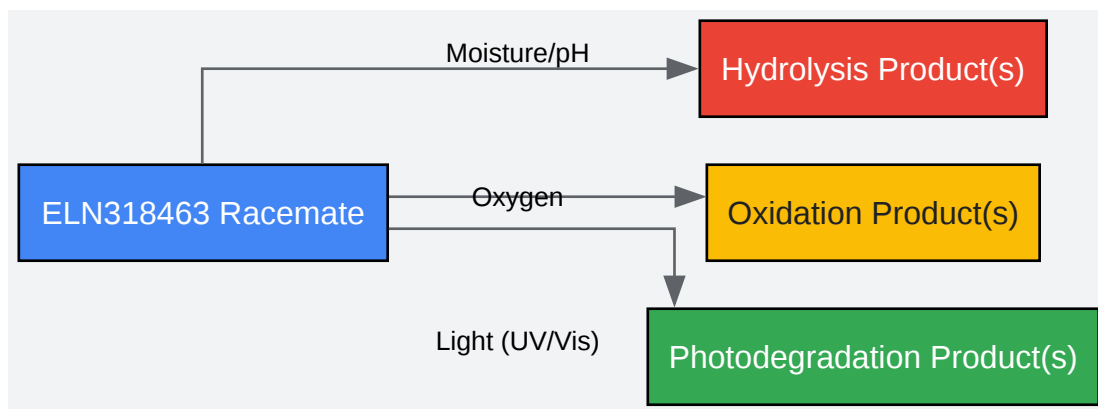 Moisture/pH
Hydrolysis Product(s)
ELN318463 Racemate
Oxygen
Oxidation Product(s)
Light (UV/Vis)
Photodegradation Product(s)